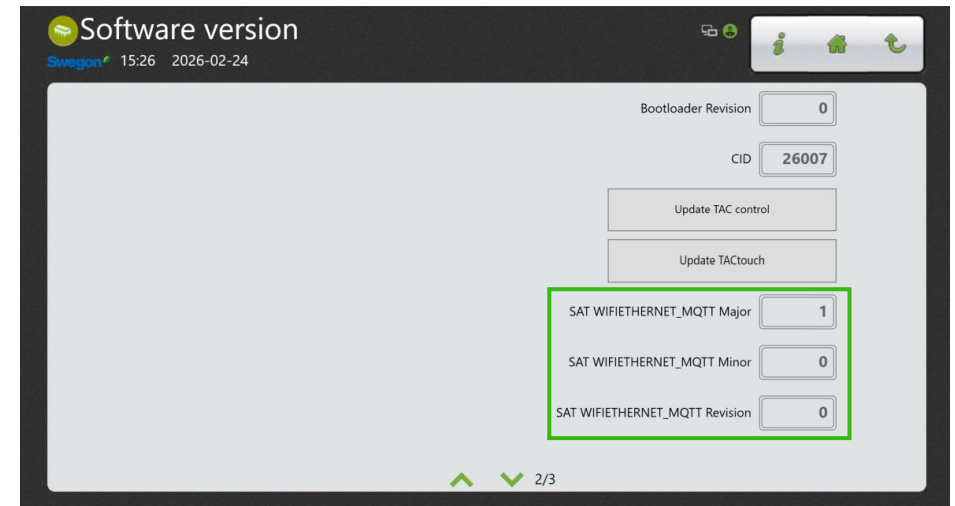 Software version
Swegon 15:26 2026-02-24
Bootloader Revision 0
CID 26007
Update TAC control
Update TACtouch
SAT WIFIETHERNET_MQTT Major 1
SAT WIFIETHERNET_MQTT Minor 0
SAT WIFIETHERNET_MQTT Revision 0
2/3